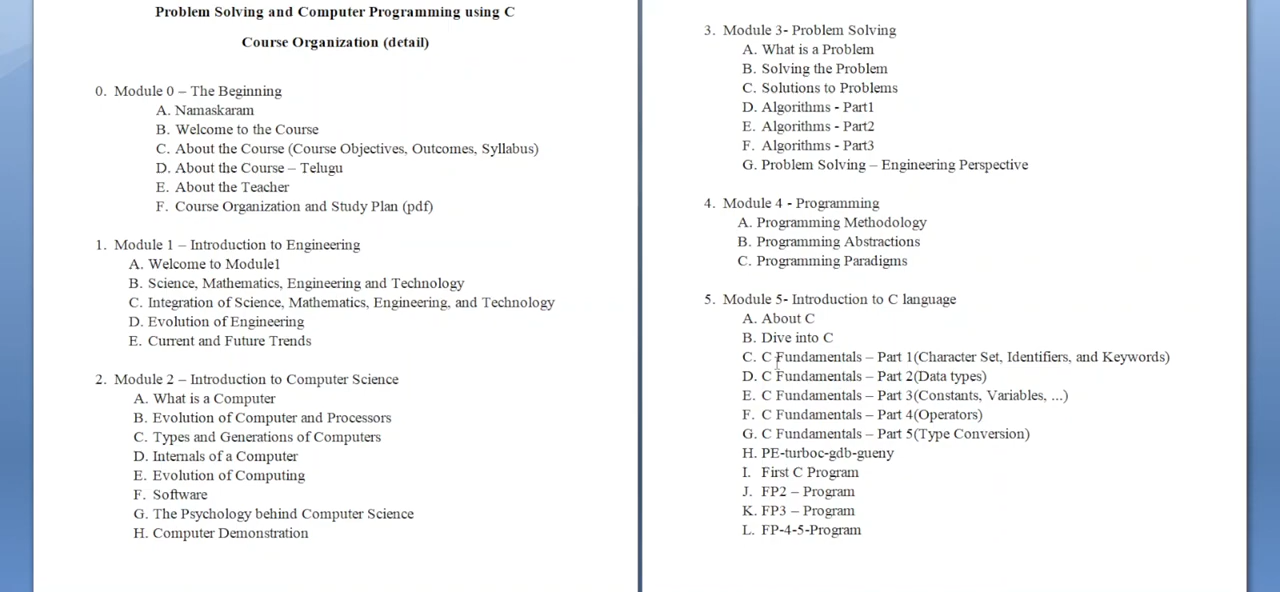 Problem Solving and Computer Programming using C
Course Organization (detail)
0. Module 0 – The Beginning
A. Namaskaram
B. Welcome to the Course
C. About the Course (Course Objectives, Outcomes, Syllabus)
D. About the Course – Telugu
E. About the Teacher
F. Course Organization and Study Plan (pdf)
1. Module 1 – Introduction to Engineering
A. Welcome to Module1
B. Science, Mathematics, Engineering and Technology
C. Integration of Science, Mathematics, Engineering, and Technology
D. Evolution of Engineering
E. Current and Future Trends
2. Module 2 – Introduction to Computer Science
A. What is a Computer
B. Evolution of Computer and Processors
C. Types and Generations of Computers
D. Internals of a Computer
E. Evolution of Computing
F. Software
G. The Psychology behind Computer Science
H. Computer Demonstration
3. Module 3- Problem Solving
A. What is a Problem
B. Solving the Problem
C. Solutions to Problems
D. Algorithms - Part1
E. Algorithms - Part2
F. Algorithms - Part3
G. Problem Solving – Engineering Perspective
4. Module 4 - Programming
A. Programming Methodology
B. Programming Abstractions
C. Programming Paradigms
5. Module 5- Introduction to C language
A. About C
B. Dive into C
C. C Fundamentals – Part 1(Character Set, Identifiers, and Keywords)
D. C Fundamentals – Part 2(Data types)
E. C Fundamentals – Part 3(Constants, Variables, ...)
F. C Fundamentals – Part 4(Operators)
G. C Fundamentals – Part 5(Type Conversion)
H. PE-turboc-gdb-gueny
I. First C Program
J. FP2 – Program
K. FP3 – Program
L. FP-4-5-Program